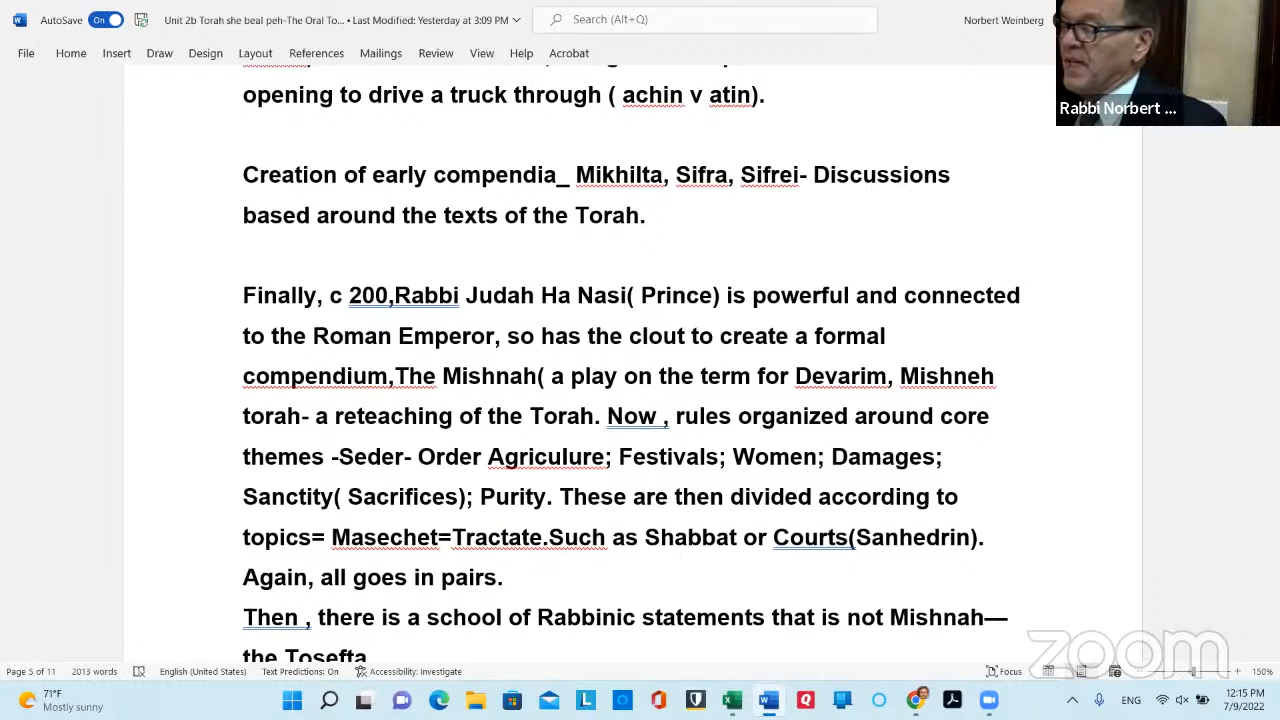 AutoSave On Unit 2b Torah she beal peh-The Oral To... • Last Modified: Yesterday at 3:09 PM Search (Alt+Q) Norbert Weinberg
File Home Insert Draw Design Layout References Mailings Review View Help Acrobat
Rabbi Norbert ...
opening to drive a truck through ( achin v atin).
Creation of early compendia_ Mikhilta, Sifra, Sifrei- Discussions
based around the texts of the Torah.
Finally, c 200,Rabbi Judah Ha Nasi( Prince) is powerful and connected
to the Roman Emperor, so has the clout to create a formal
compendium,The Mishnah( a play on the term for Devarim, Mishneh
torah- a reteaching of the Torah. Now , rules organized around core
themes -Seder- Order Agriculure; Festivals; Women; Damages;
Sanctity( Sacrifices); Purity. These are then divided according to
topics= Masechet=Tractate.Such as Shabbat or Courts(Sanhedrin).
Again, all goes in pairs.
Then , there is a school of Rabbinic statements that is not Mishnah—
the Tosefta
zoom
Page 5 of 11 2013 words English (United States) Text Predictions: On Accessibility: Investigate Focus 150%
71°F
Mostly sunny
ENG
12:15 PM
7/9/2022